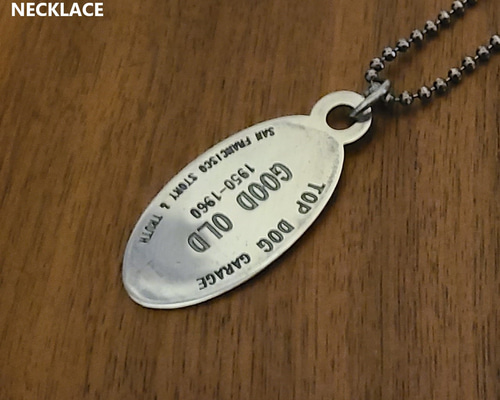 NECKLACE
TOP DOG GARAGE
GOOD OLD
1950-1960
SAN FRANCISCO STORY & TRUTH